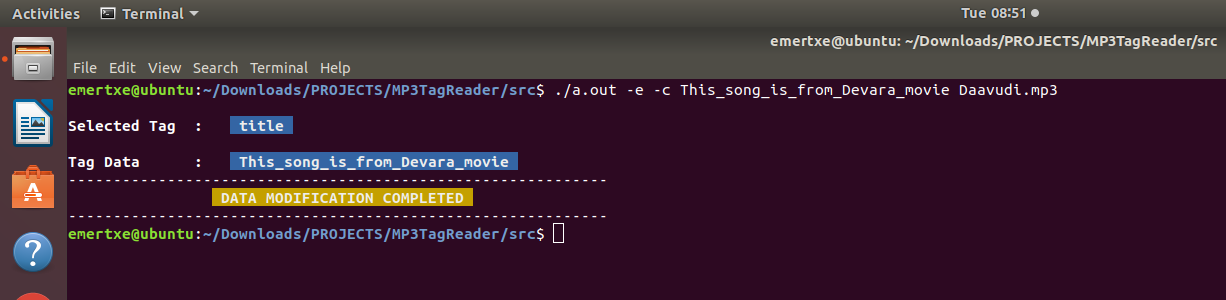 Activities Terminal Tue 08:51
emertxe@ubuntu: ~/Downloads/PROJECTS/MP3TagReader/src
File Edit View Search Terminal Help
emertxe@ubuntu:~/Downloads/PROJECTS/MP3TagReader/src$ ./a.out -e -c This_song_is_from_Devara_movie Daavudi.mp3
Selected Tag : title
Tag Data : This_song_is_from_Devara_movie
------------------------------------------------------------
DATA MODIFICATION COMPLETED
------------------------------------------------------------
emertxe@ubuntu:~/Downloads/PROJECTS/MP3TagReader/src$